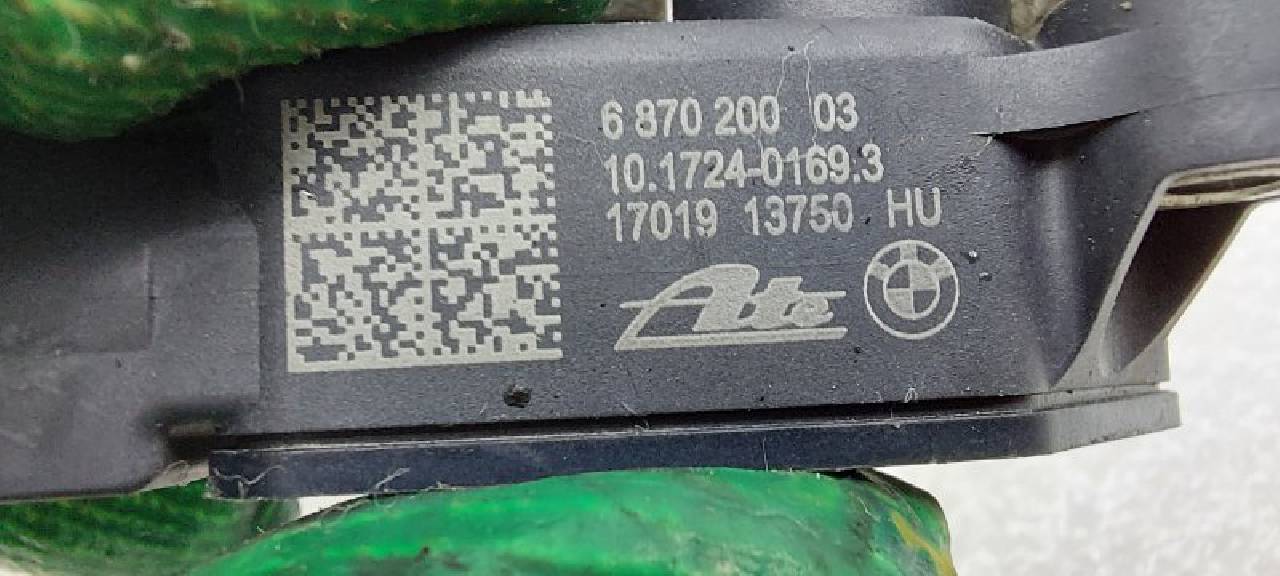 6 870 200 03
10.1724-0169.3
17019 13750 HU
Ate